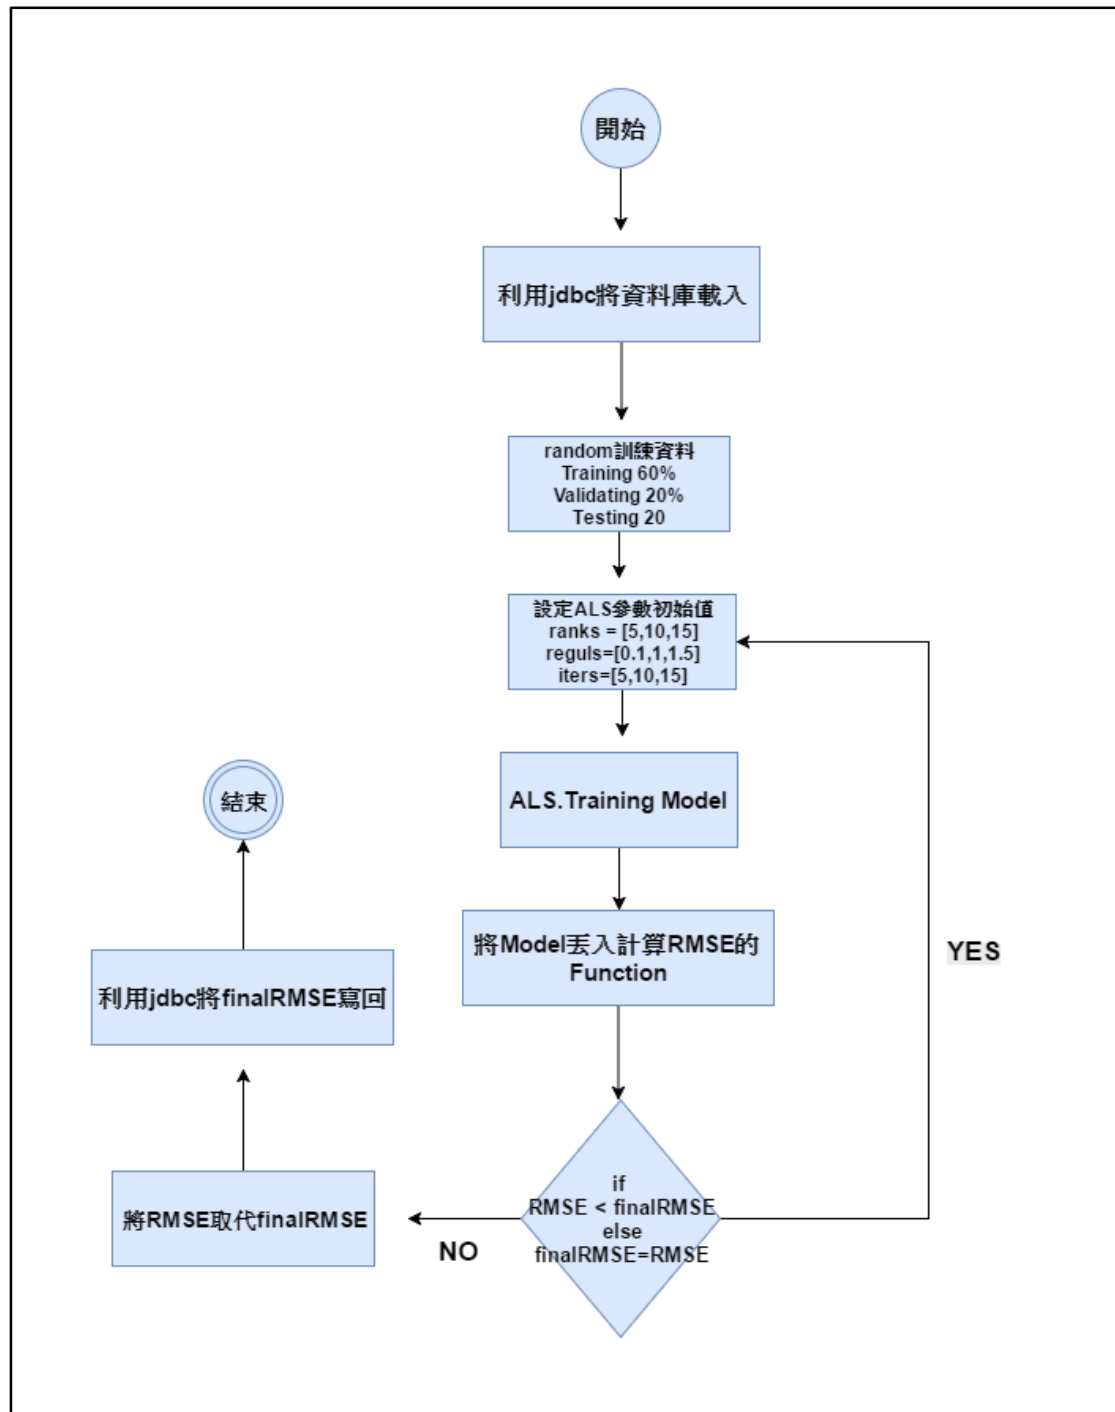 開始
利用jdbc將資料庫載入
random訓練資料
Training 60%
Validating 20%
Testing 20
設定ALS參數初始值
ranks = [5,10,15]
reguls=[0.1,1,1.5]
iters=[5,10,15]
ALS.Training Model
將Model丟入計算RMSE的
Function
if
RMSE < finalRMSE
else
finalRMSE=RMSE
YES
NO
將RMSE取代finalRMSE
利用jdbc將finalRMSE寫回
結束